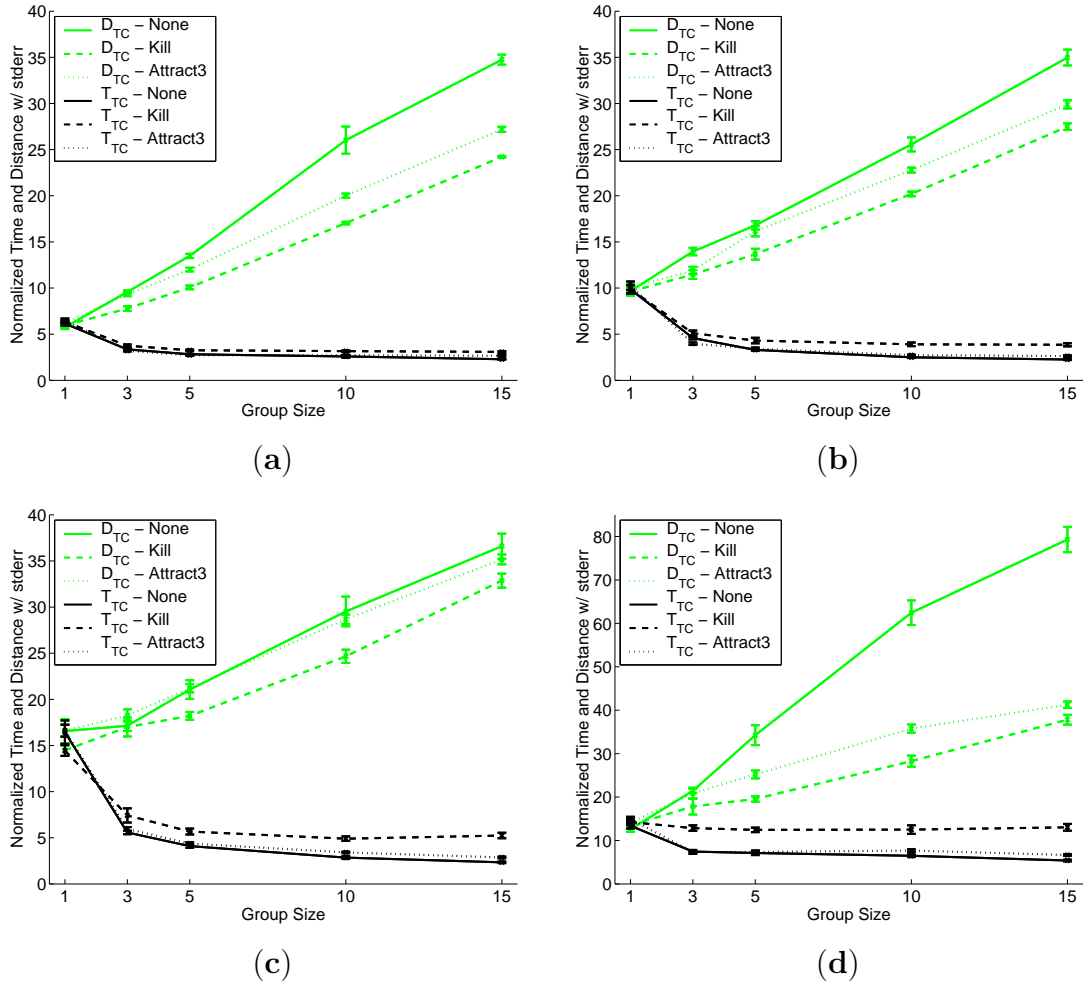 40
35
30
25
20
15
10
5
0
Normalized Time and Distance w/ stderr
D_TC – None
D_TC – Kill
D_TC – Attract3
T_TC – None
T_TC – Kill
T_TC – Attract3
1 3 5 10 15
Group Size
(a)
40
35
30
25
20
15
10
5
0
Normalized Time and Distance w/ stderr
D_TC – None
D_TC – Kill
D_TC – Attract3
T_TC – None
T_TC – Kill
T_TC – Attract3
1 3 5 10 15
Group Size
(b)
40
35
30
25
20
15
10
5
0
Normalized Time and Distance w/ stderr
D_TC – None
D_TC – Kill
D_TC – Attract3
T_TC – None
T_TC – Kill
T_TC – Attract3
1 3 5 10 15
Group Size
(c)
80
70
60
50
40
30
20
10
0
Normalized Time and Distance w/ stderr
D_TC – None
D_TC – Kill
D_TC – Attract3
T_TC – None
T_TC – Kill
T_TC – Attract3
1 3 5 10 15
Group Size
(d)